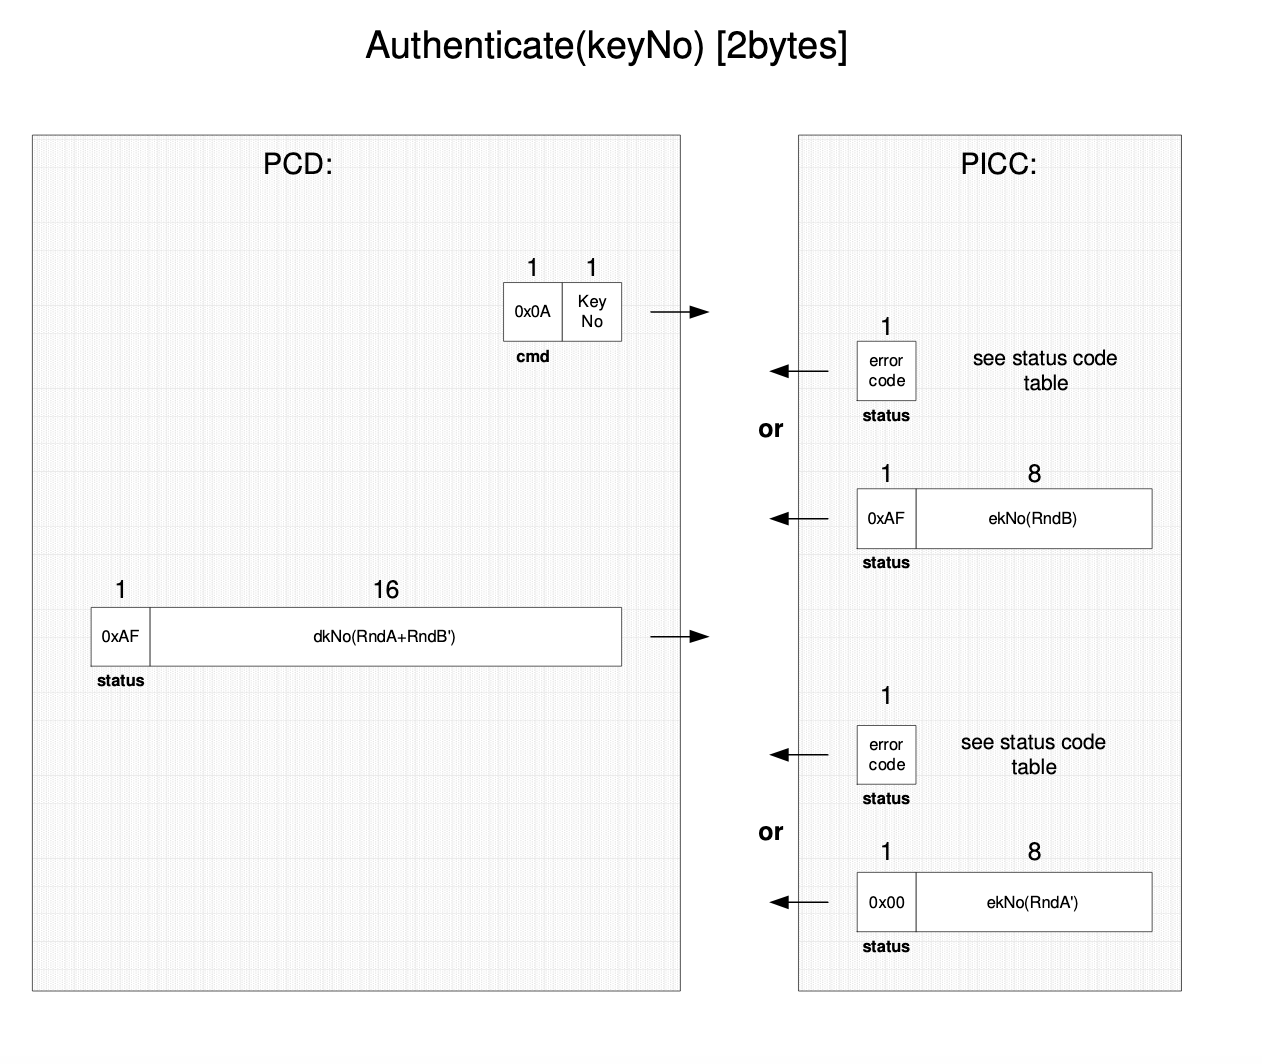 Authenticate(keyNo) [2bytes]
PCD:
PICC:
1 1
0x0A
Key
No
cmd
1
error
code
see status code
table
status
or
1 8
0xAF ekNo(RndB)
status
1 16
0xAF dkNo(RndA+RndB')
status
1
error
code
see status code
table
status
or
1 8
0x00 ekNo(RndA')
status